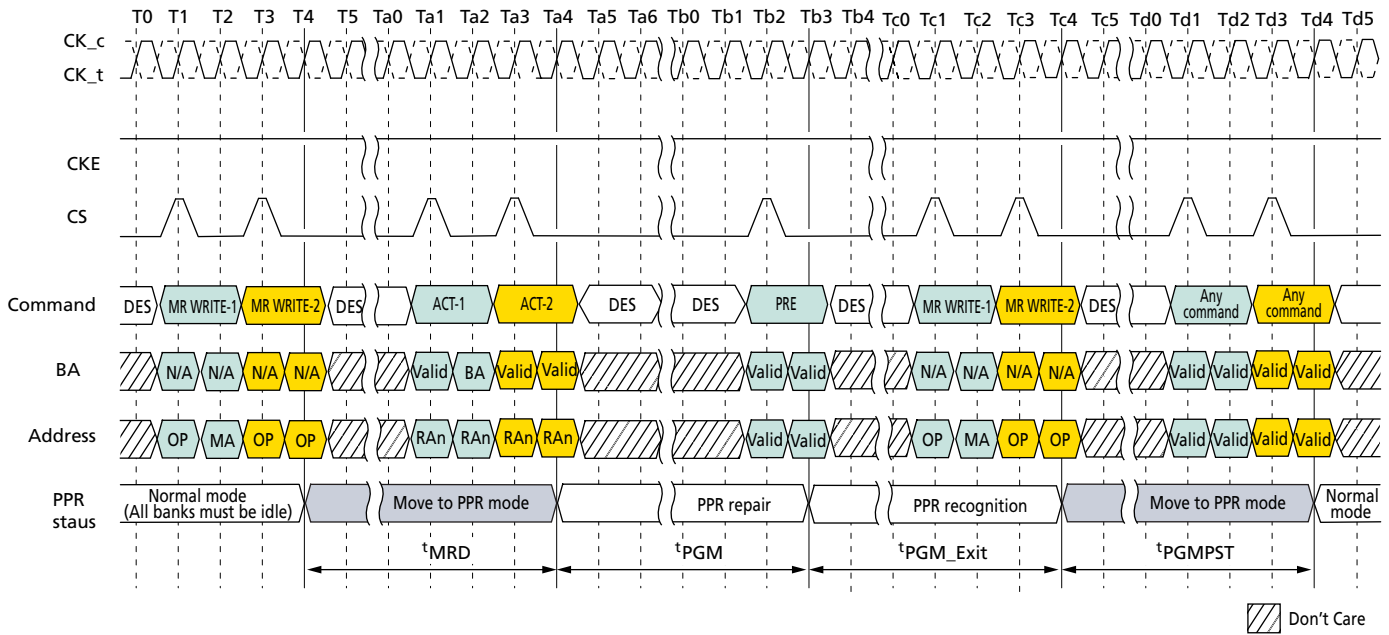 T0 T1 T2 T3 T4 T5 Ta0 Ta1 Ta2 Ta3 Ta4 Ta5 Ta6 Tb0 Tb1 Tb2 Tb3 Tb4 Tc0 Tc1 Tc2 Tc3 Tc4 Tc5 Td0 Td1 Td2 Td3 Td4 Td5
CK_c
CK_t
CKE
CS
Command DES MR WRITE-1 MR WRITE-2 DES ACT-1 ACT-2 DES DES PRE DES MR WRITE-1 MR WRITE-2 DES Any command Any command
BA N/A N/A N/A N/A Valid BA Valid Valid Valid Valid N/A N/A N/A N/A Valid Valid Valid Valid
Address OP MA OP OP RAn RAn RAn RAn Valid Valid OP MA OP OP Valid Valid Valid Valid
PPR staus
Normal mode
(All banks must be idle)
Move to PPR mode
PPR repair
PPR recognition
Move to PPR mode
Normal mode
tMRD tPGM tPGM_Exit tPGMPST
Don't Care